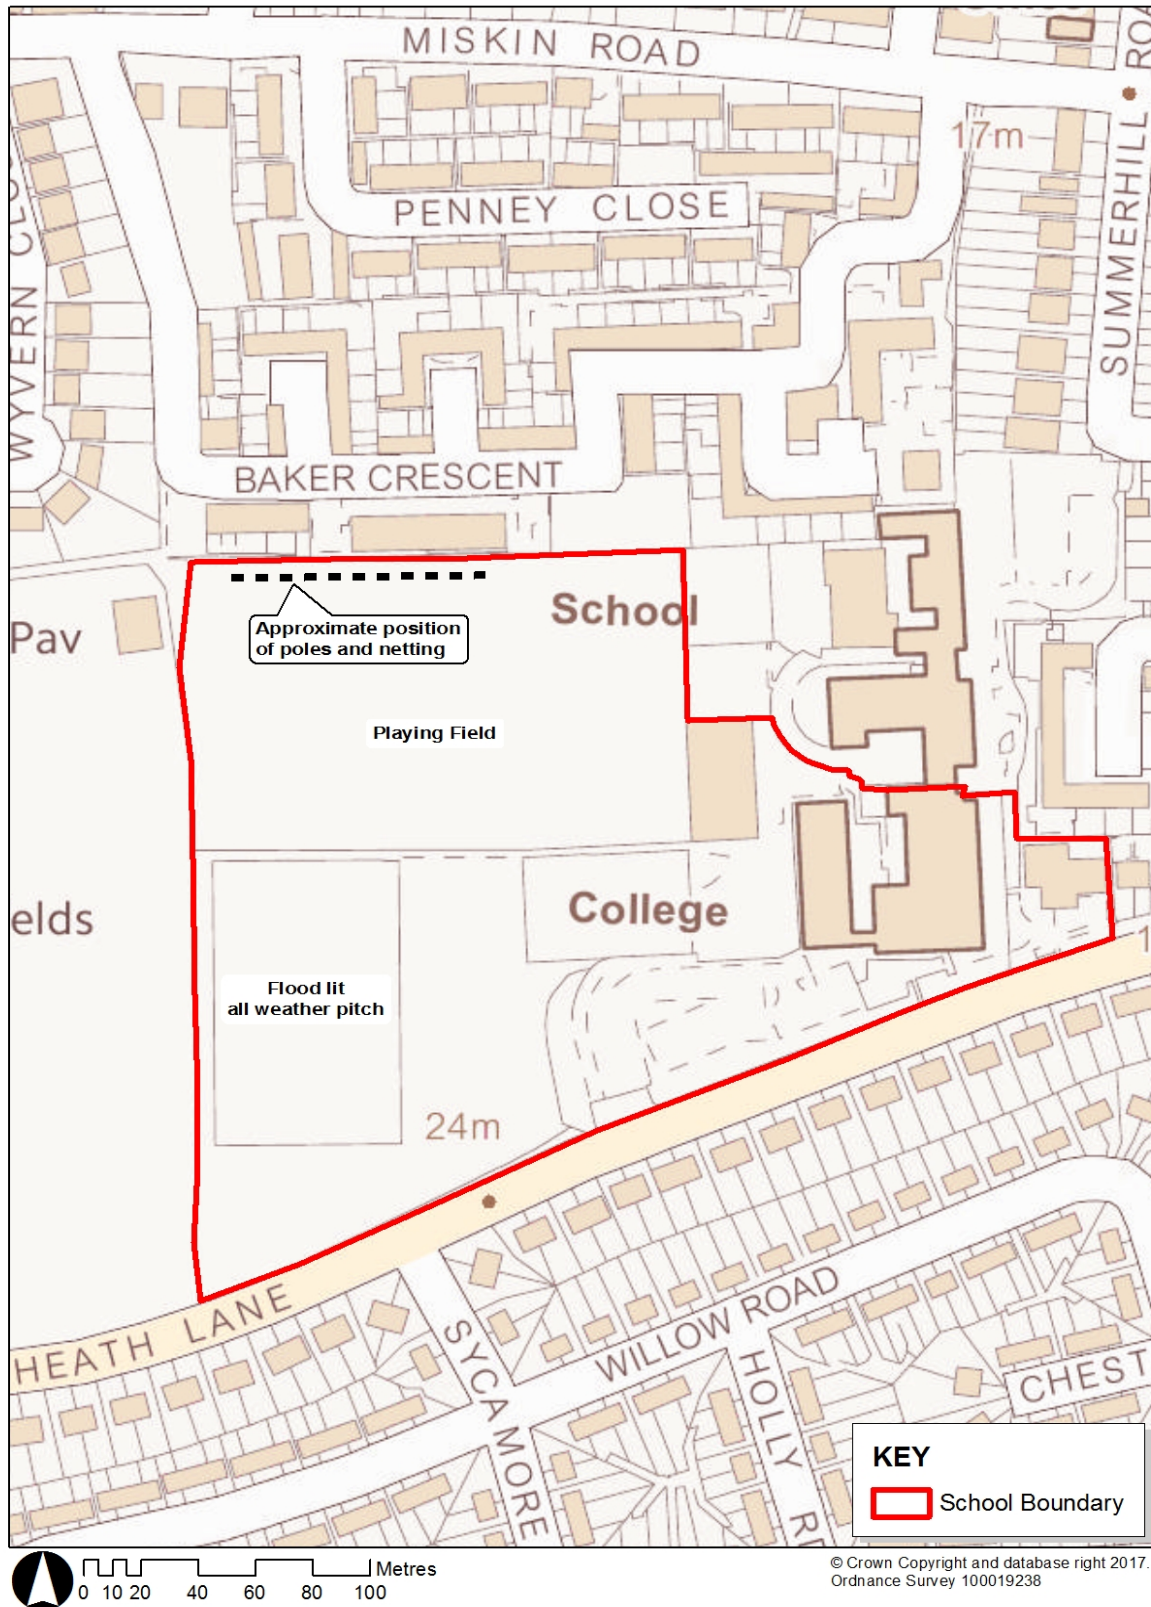 MISKIN ROAD
17m
PENNEY CLOSE
SUMMERHILL
WYVERN
BAKER CRESCENT
Pav
School
Approximate position
of poles and netting
Playing Field
elds
College
Flood lit
all weather pitch
24m
HEATH LANE
SYCAMORE
WILLOW ROAD
HOLLY
CHEST
KEY
School Boundary
Metres
0 10 20 40 60 80 100
© Crown Copyright and database right 2017.
Ordnance Survey 100019238